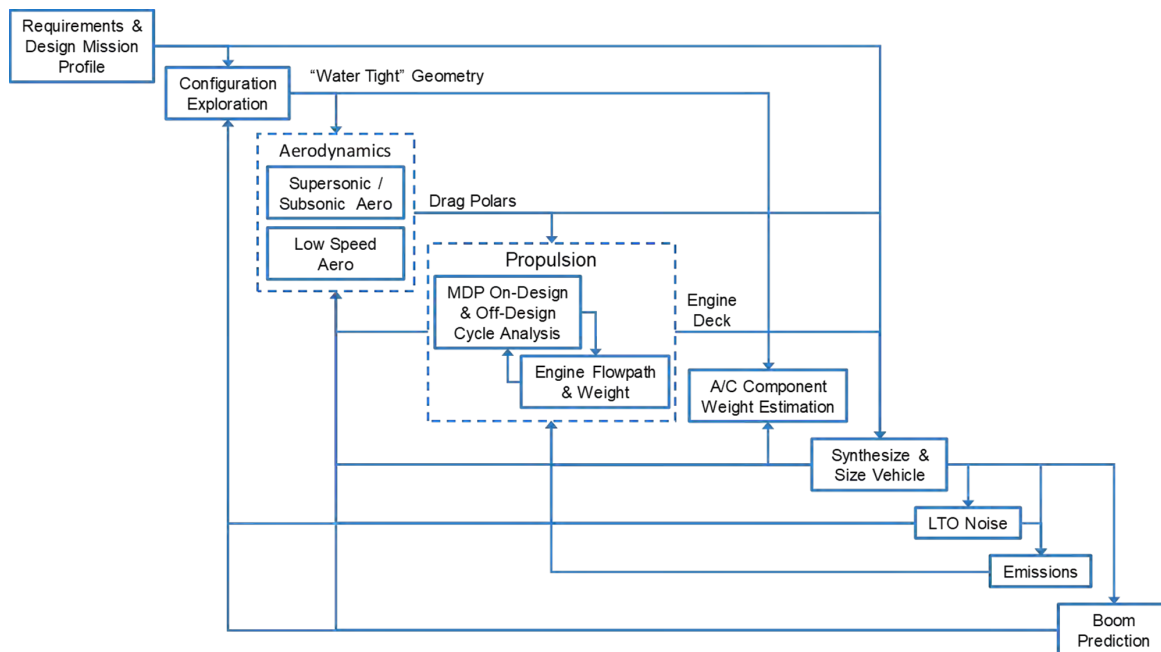 Requirements &
Design Mission
Profile
Configuration
Exploration
“Water Tight” Geometry
Aerodynamics
Supersonic /
Subsonic Aero
Low Speed
Aero
Drag Polars
Propulsion
MDP On-Design
& Off-Design
Cycle Analysis
Engine Flowpath
& Weight
Engine
Deck
A/C Component
Weight Estimation
Synthesize &
Size Vehicle
LTO Noise
Emissions
Boom
Prediction